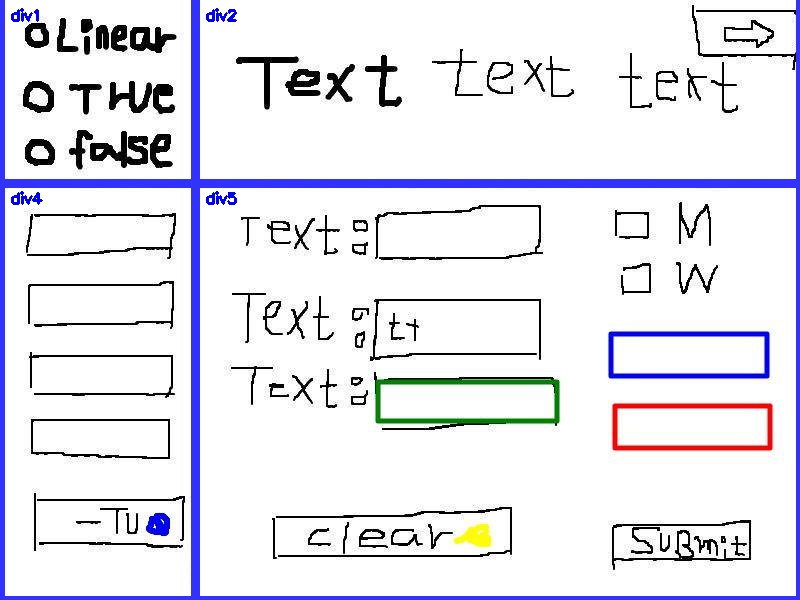 div1
Linear
True
false
div2
Text text text
div4
-TU
div5
Text:
Text: tt
Text:
M
W
clear
Submit